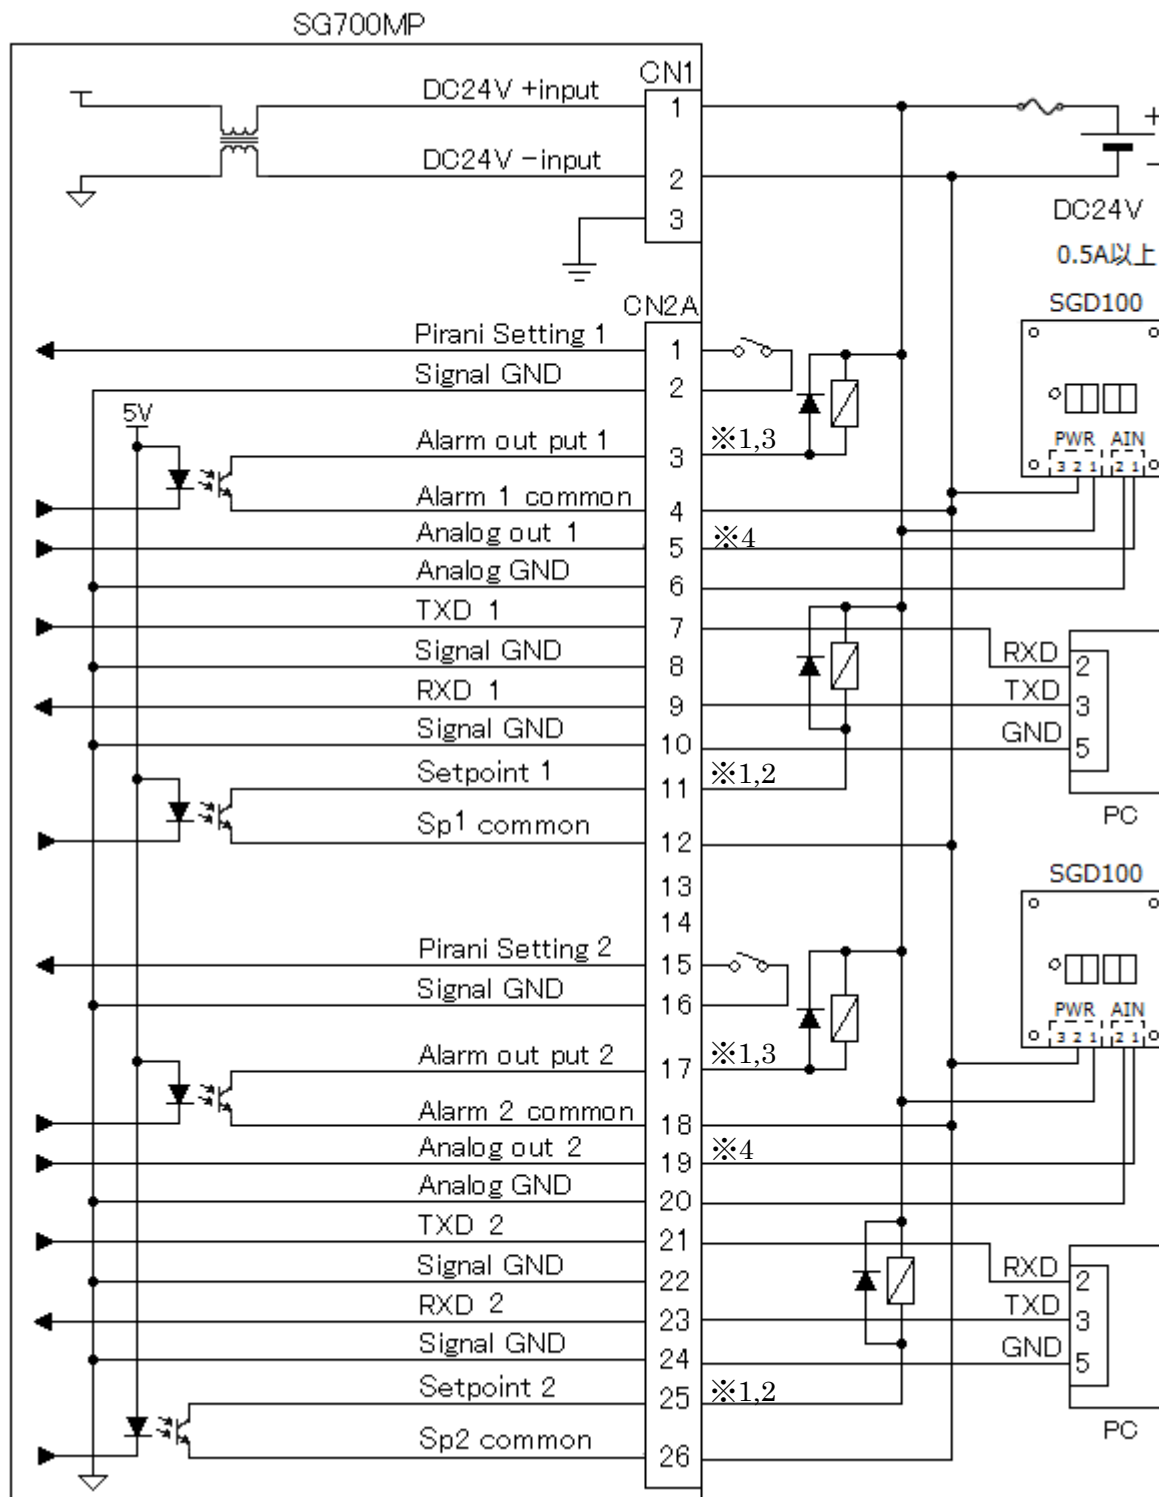 SG700MP
CN1
DC24V +input
1
+
DC24V −input
2
−
3
DC24V
0.5A以上
CN2A
SGD100
Pirani Setting 1
1
Signal GND
2
5V
Alarm out put 1
3
※1,3
PWR AIN
3 2 1 2 1
Alarm 1 common
4
Analog out 1
5
※4
Analog GND
6
TXD 1
7
Signal GND
8
RXD
2
RXD 1
9
TXD
3
Signal GND
10
GND
5
Setpoint 1
11
※1,2
PC
Sp1 common
12
13
SGD100
14
Pirani Setting 2
15
Signal GND
16
PWR AIN
3 2 1 2 1
Alarm out put 2
17
※1,3
Alarm 2 common
18
Analog out 2
19
※4
Analog GND
20
TXD 2
21
Signal GND
22
RXD
2
RXD 2
23
TXD
3
Signal GND
24
GND
5
Setpoint 2
25
※1,2
PC
Sp2 common
26